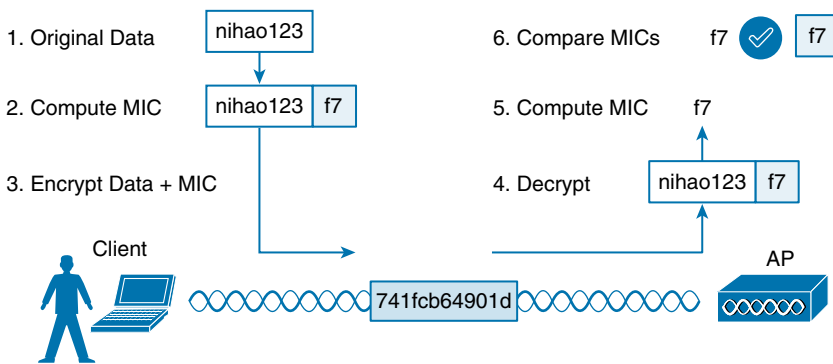 1. Original Data
nihao123
2. Compute MIC
nihao123 f7
3. Encrypt Data + MIC
Client
741fcb64901d
6. Compare MICs
f7 f7
5. Compute MIC
f7
4. Decrypt
nihao123 f7
AP